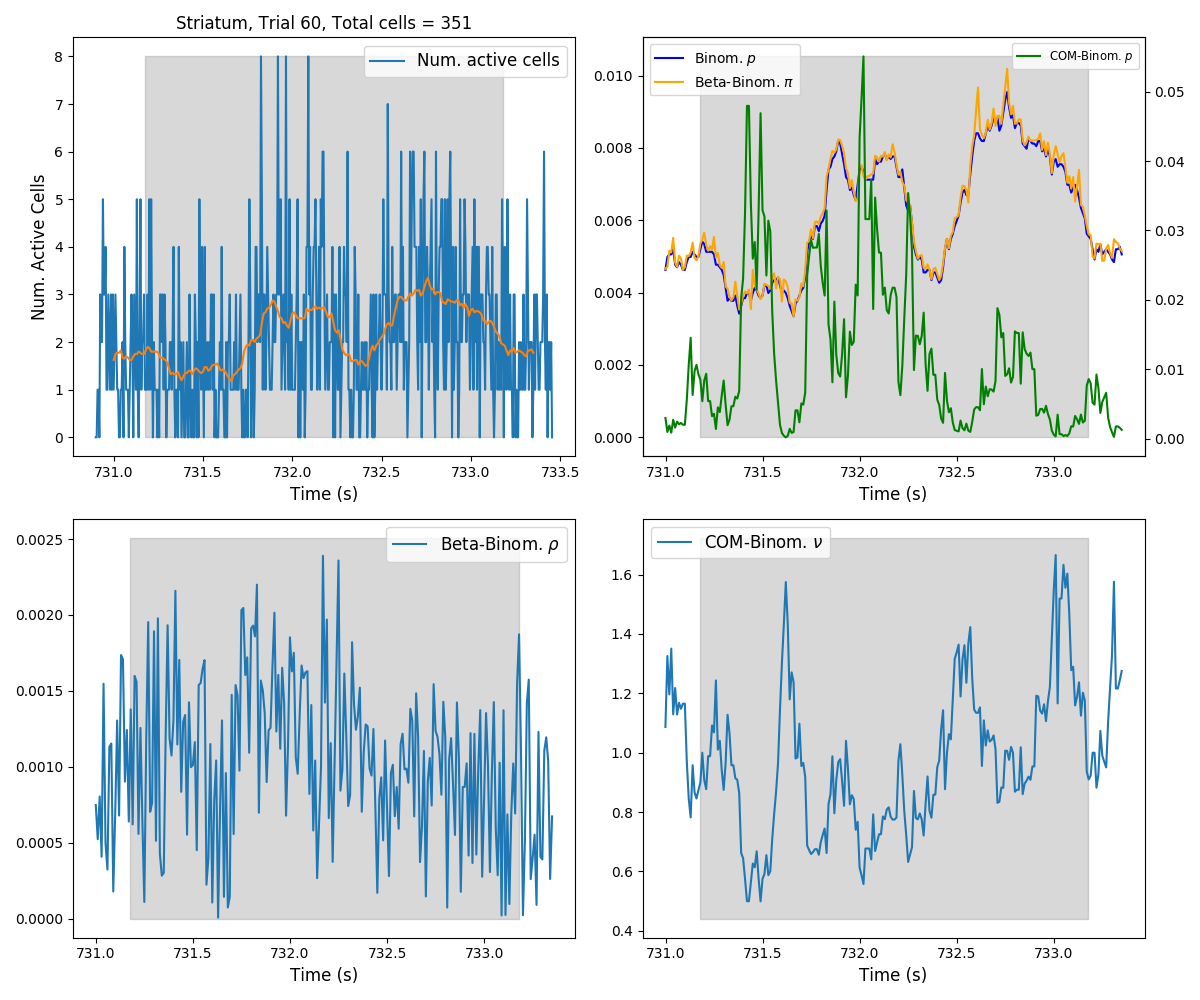 Striatum, Trial 60, Total cells = 351
Num. active cells
Num. Active Cells
8
7
6
5
4
3
2
1
0
731.0 731.5 732.0 732.5 733.0 733.5
Time (s)
Binom. p
Beta-Binom. π
COM-Binom. p
0.010
0.008
0.006
0.004
0.002
0.000
0.05
0.04
0.03
0.02
0.01
0.00
731.0 731.5 732.0 732.5 733.0
Time (s)
Beta-Binom. ρ
0.0025
0.0020
0.0015
0.0010
0.0005
0.0000
731.0 731.5 732.0 732.5 733.0
Time (s)
COM-Binom. ν
1.6
1.4
1.2
1.0
0.8
0.6
0.4
731.0 731.5 732.0 732.5 733.0
Time (s)